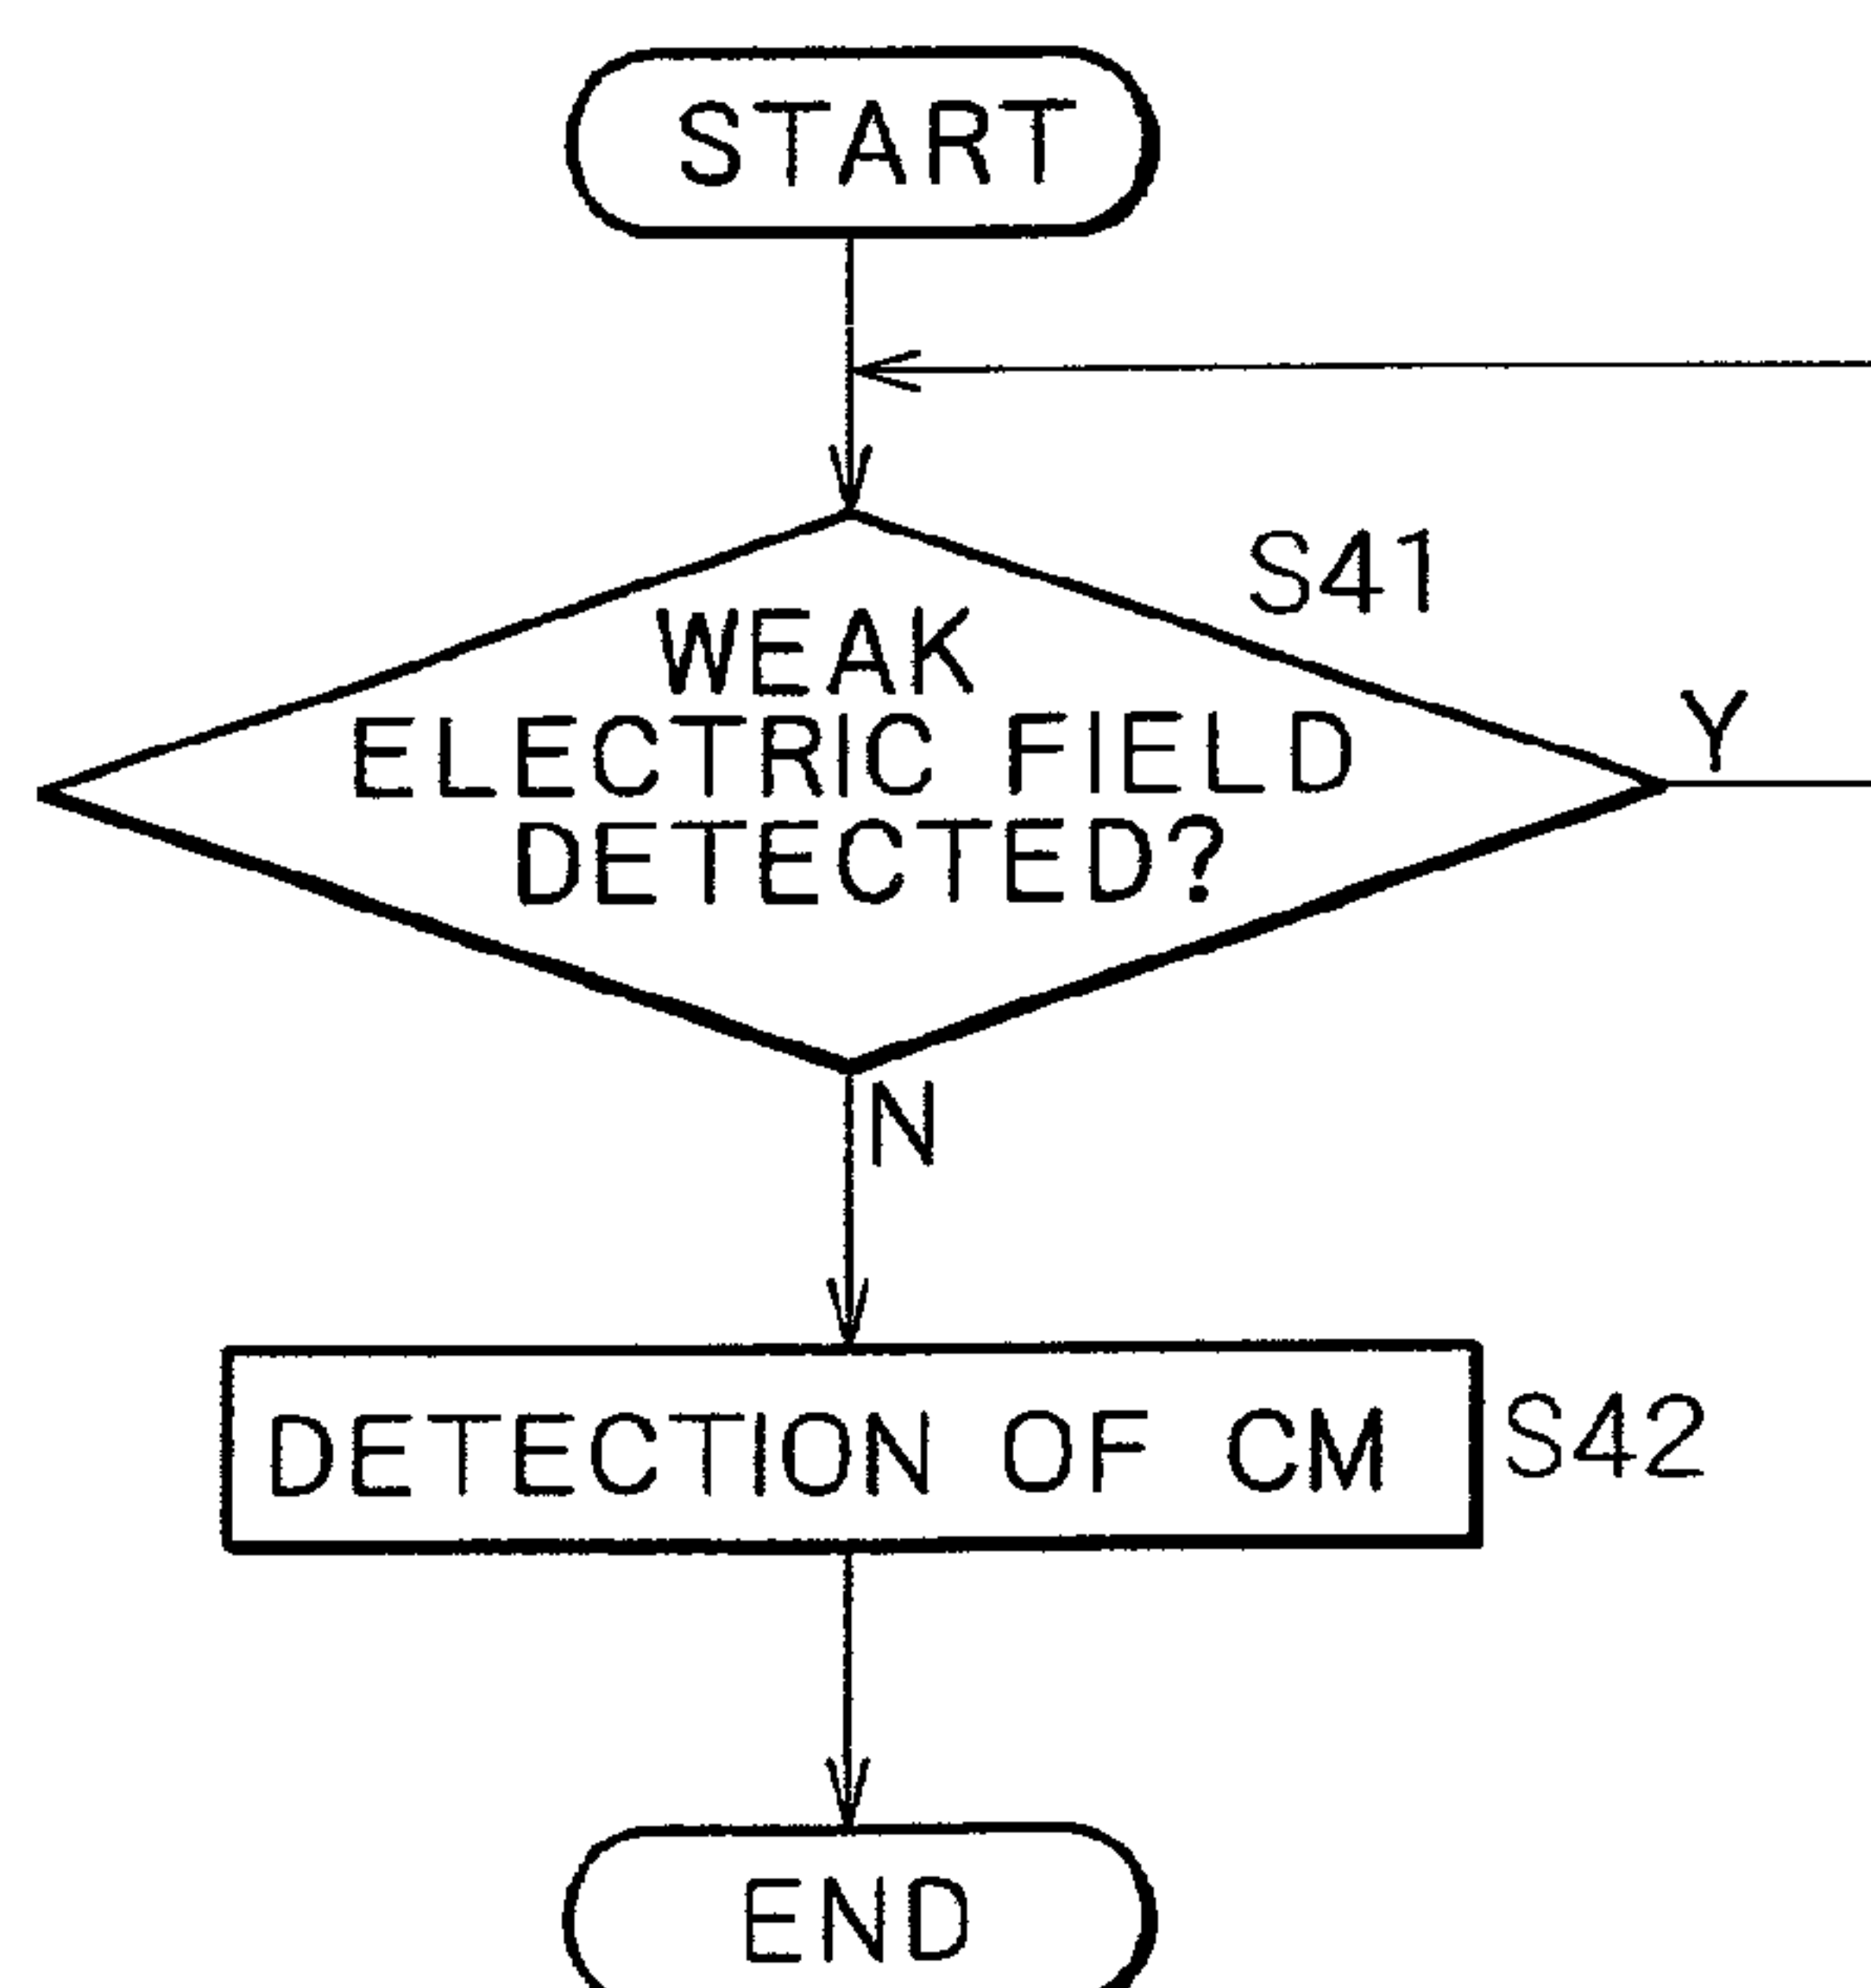 START
S41
WEAK
ELECTRIC FIELD
DETECTED?
Y
N
DETECTION OF CM
S42
END